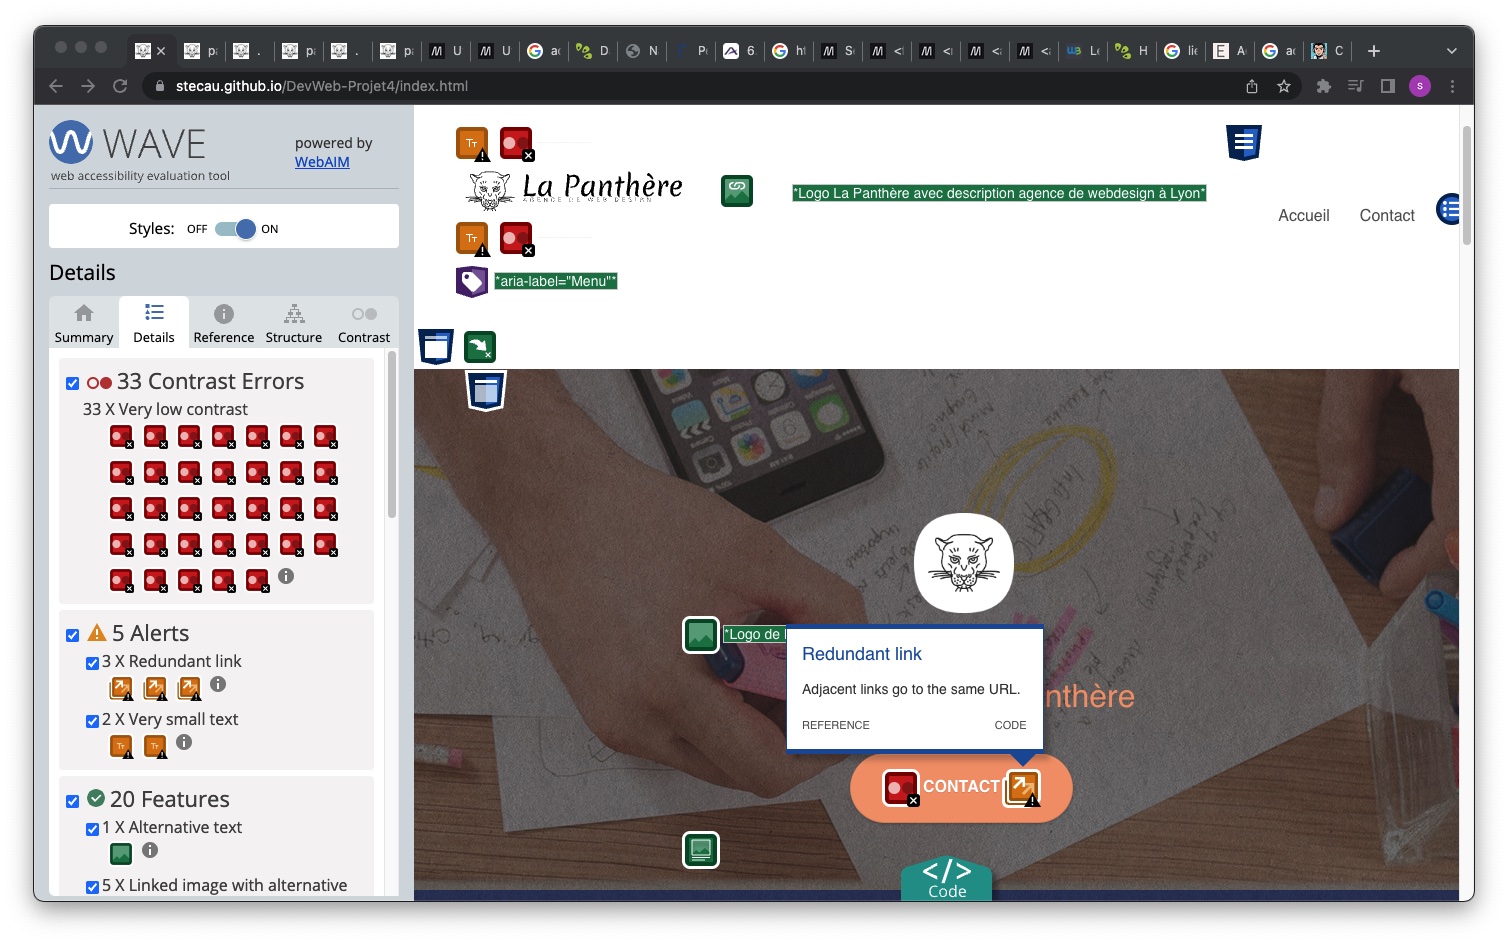 stecau.github.io/DevWeb-Projet4/index.html
S
WAVE
web accessibility evaluation tool
powered by
WebAIM
Styles: OFF ON
Details
Summary
Details
Reference
Structure
Contrast
33 Contrast Errors
33 X Very low contrast
5 Alerts
3 X Redundant link
2 X Very small text
20 Features
1 X Alternative text
5 X Linked image with alternative
La Panthère
AGENCE DE WEB DESIGN
*Logo La Panthère avec description agence de webdesign à Lyon*
*aria-label="Menu"*
Accueil
Contact
*Logo de l
Redundant link
Adjacent links go to the same URL.
REFERENCE
CODE
nthère
CONTACT
</>
Code